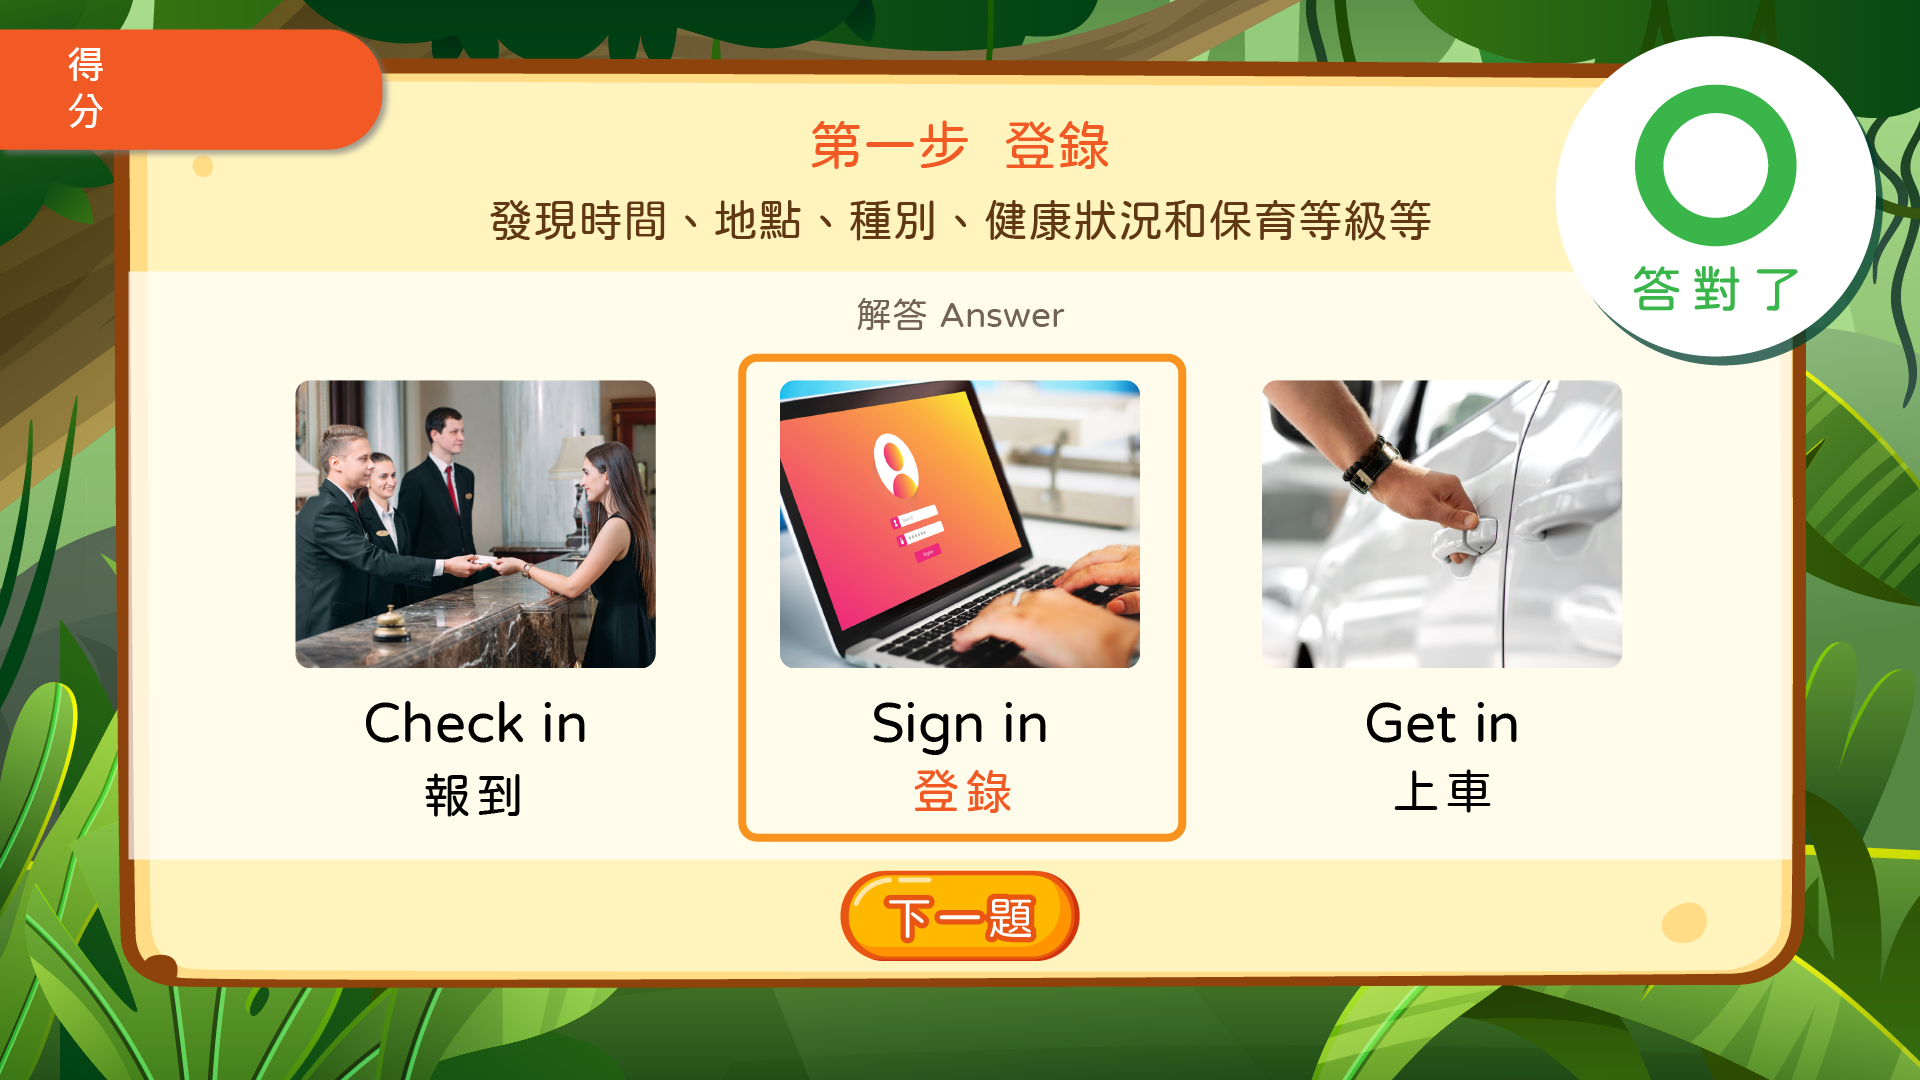 得
分
第一步 登錄
發現時間、地點、種別、健康狀況和保育等級等
答對了
解答 Answer
Check in
報到
Sign in
登錄
Get in
上車
下一題